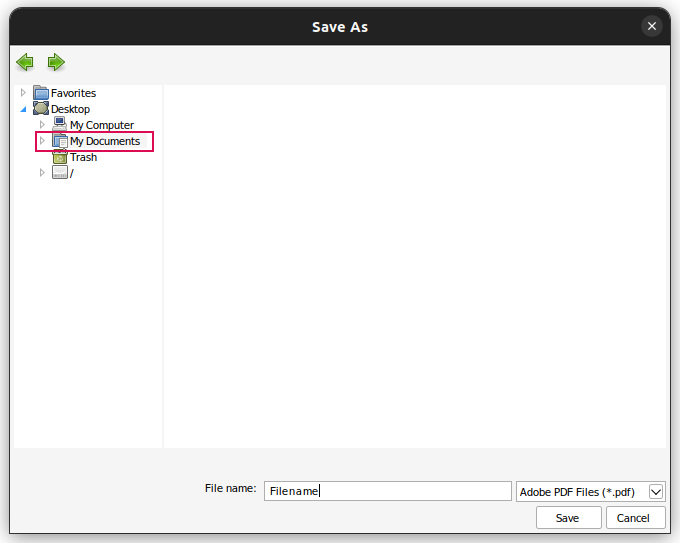 Save As
Favorites
Desktop
My Computer
My Documents
Trash
/
File name: Filename Adobe PDF Files (*.pdf)
Save Cancel